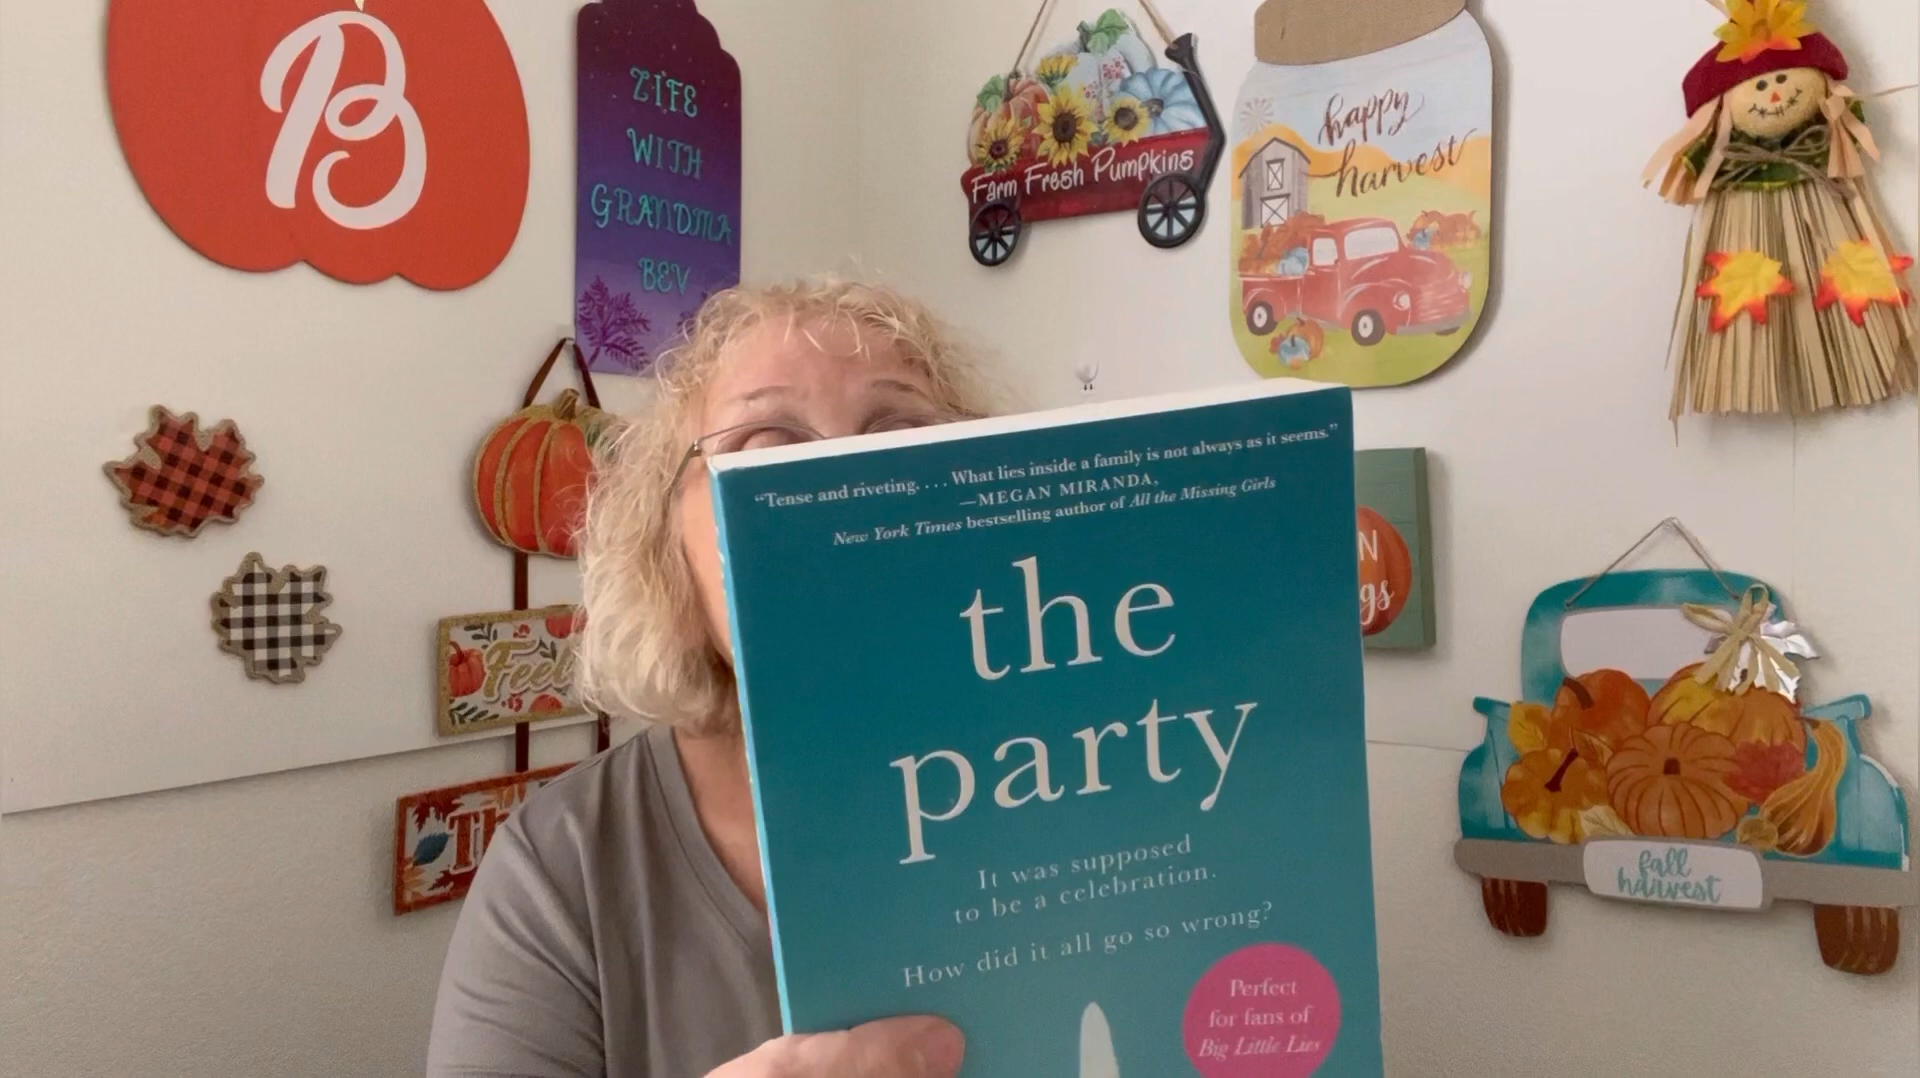 B
LIFE
WITH
GRANDMA
BEV
Farm Fresh Pumpkins
happy
harvest
Feel
Th
"Tense and riveting. . . . What lies inside a family is not always as it seems."
—MEGAN MIRANDA,
New York Times bestselling author of All the Missing Girls
the
party
It was supposed
to be a celebration.
How did it all go so wrong?
Perfect
for fans of
Big Little Lies
N
gs
fall
harvest